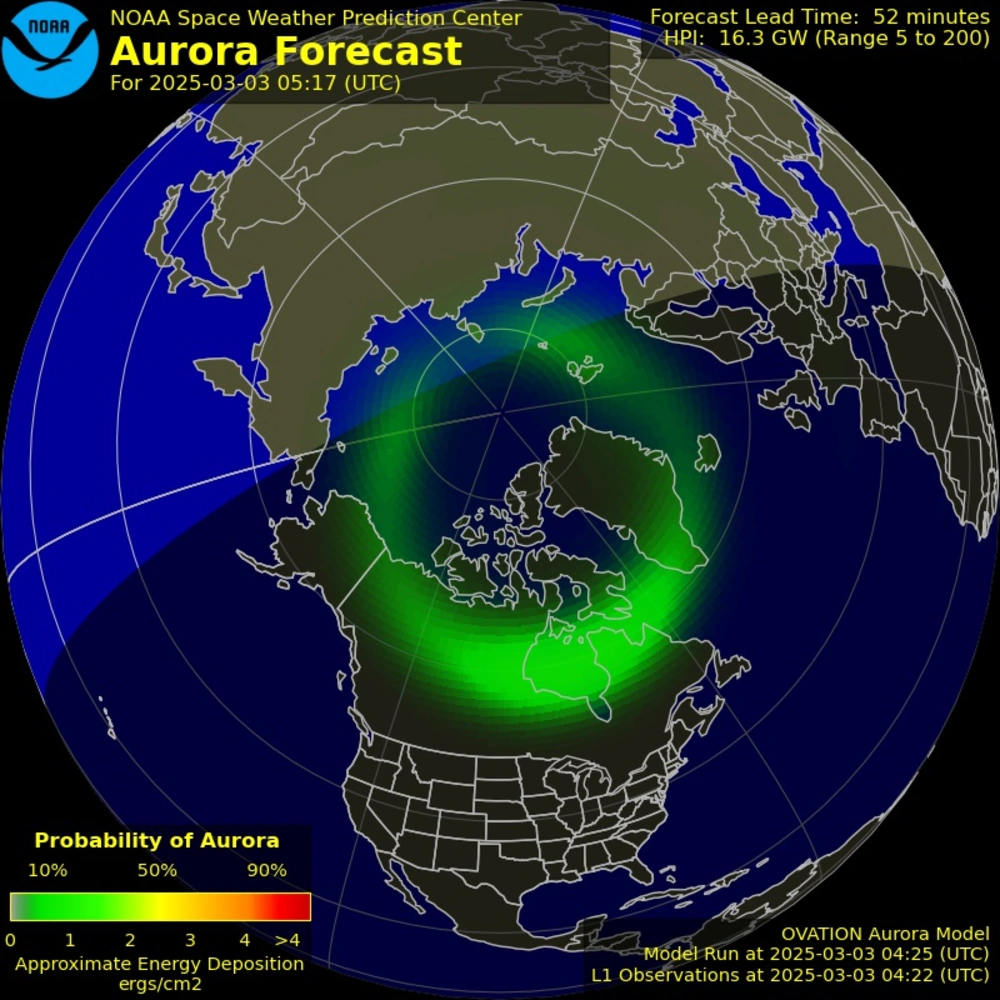 NOAA
NOAA Space Weather Prediction Center
Aurora Forecast
For 2025-03-03 05:17 (UTC)
Forecast Lead Time: 52 minutes
HPI: 16.3 GW (Range 5 to 200)
Probability of Aurora
10% 50% 90%
0 1 2 3 4 >4
Approximate Energy Deposition
ergs/cm2
OVATION Aurora Model
Model Run at 2025-03-03 04:25 (UTC)
L1 Observations at 2025-03-03 04:22 (UTC)